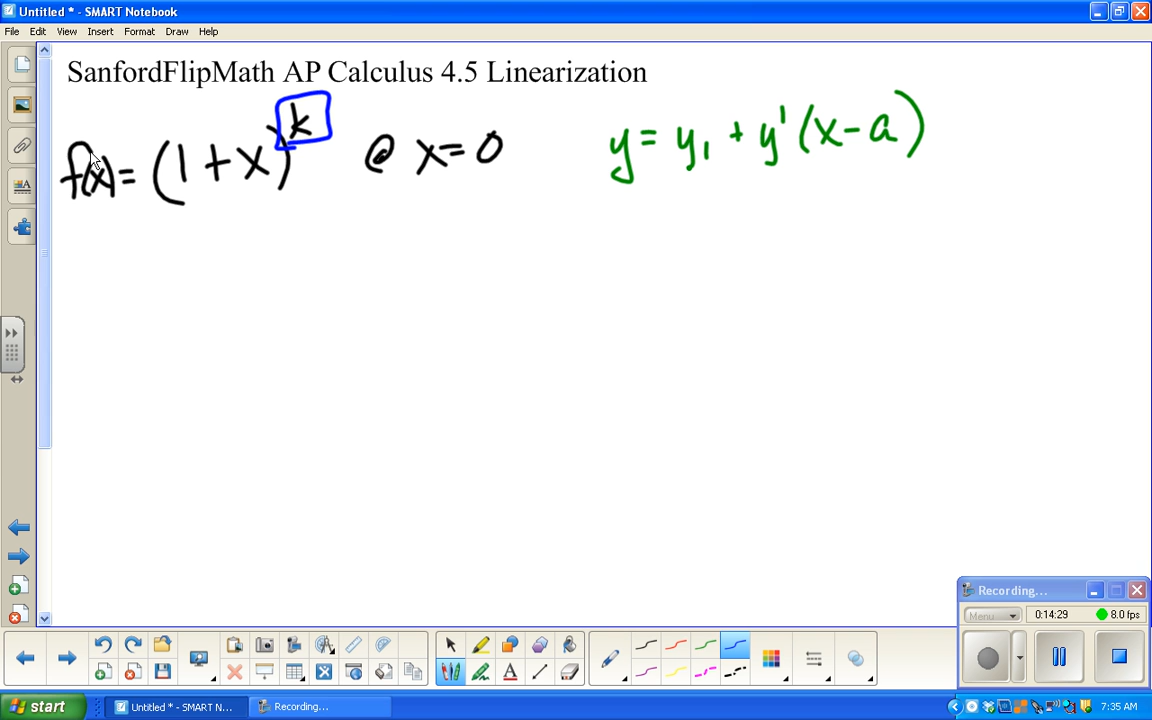 Untitled * - SMART Notebook
File Edit View Insert Format Draw Help
SanfordFlipMath AP Calculus 4.5 Linearization
f(x) = (1 + x)^k @ x = 0
y = y₁ + y'(x - a)
Recording...
Menu 0:14:29 8.0 fps
start Untitled * - SMART N... Recording... 7:35 AM